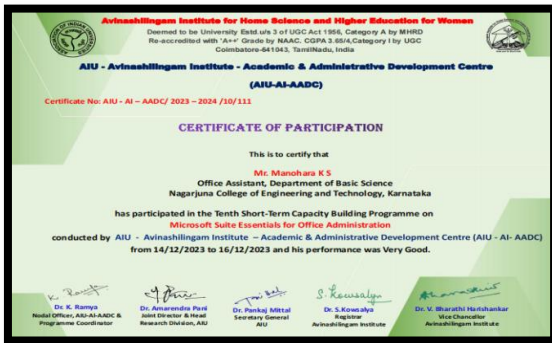 Avinashilingam Institute for Home Science and Higher Education for Women
Deemed to be University Estd.u/s 3 of UGC Act 1956, Category A by MHRD
Re-accredited with 'A++' Grade by NAAC. CGPA 3.65/4,Category I by UGC
Coimbatore-641043, TamilNadu, India
AIU - Avinashilingam Institute - Academic & Administrative Development Centre
(AIU-AI-AADC)
Certificate No: AIU - AI – AADC/ 2023 – 2024 /10/111
CERTIFICATE OF PARTICIPATION
This is to certify that
Mr. Manohara K S
Office Assistant, Department of Basic Science
Nagarjuna College of Engineering and Technology, Karnataka
has participated in the Tenth Short-Term Capacity Building Programme on
Microsoft Suite Essentials for Office Administration
conducted by AIU - Avinashilingam Institute – Academic & Administrative Development Centre (AIU - AI- AADC)
from 14/12/2023 to 16/12/2023 and his performance was Very Good.
S. Kowsalya
Dr. K. Ramya
Nodal Officer, AIU-AI-AADC &
Programme Coordinator
Dr. Amarendra Pani
Joint Director & Head
Research Division, AIU
Dr. Pankaj Mittal
Secretary General
AIU
Dr. S.Kowsalya
Registrar
Avinashilingam Institute
Dr. V. Bharathi Harishankar
Vice Chancellor
Avinashilingam Institute